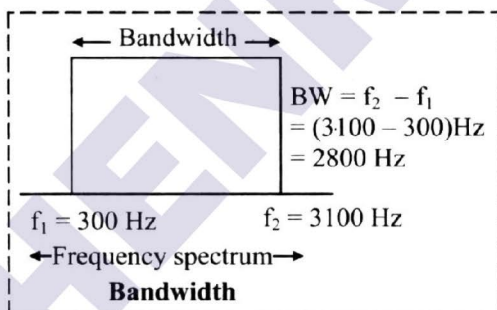 ← Bandwidth →
BW = f₂ – f₁
= (3100 – 300)Hz
= 2800 Hz
f₁ = 300 Hz f₂ = 3100 Hz
←Frequency spectrum→
Bandwidth